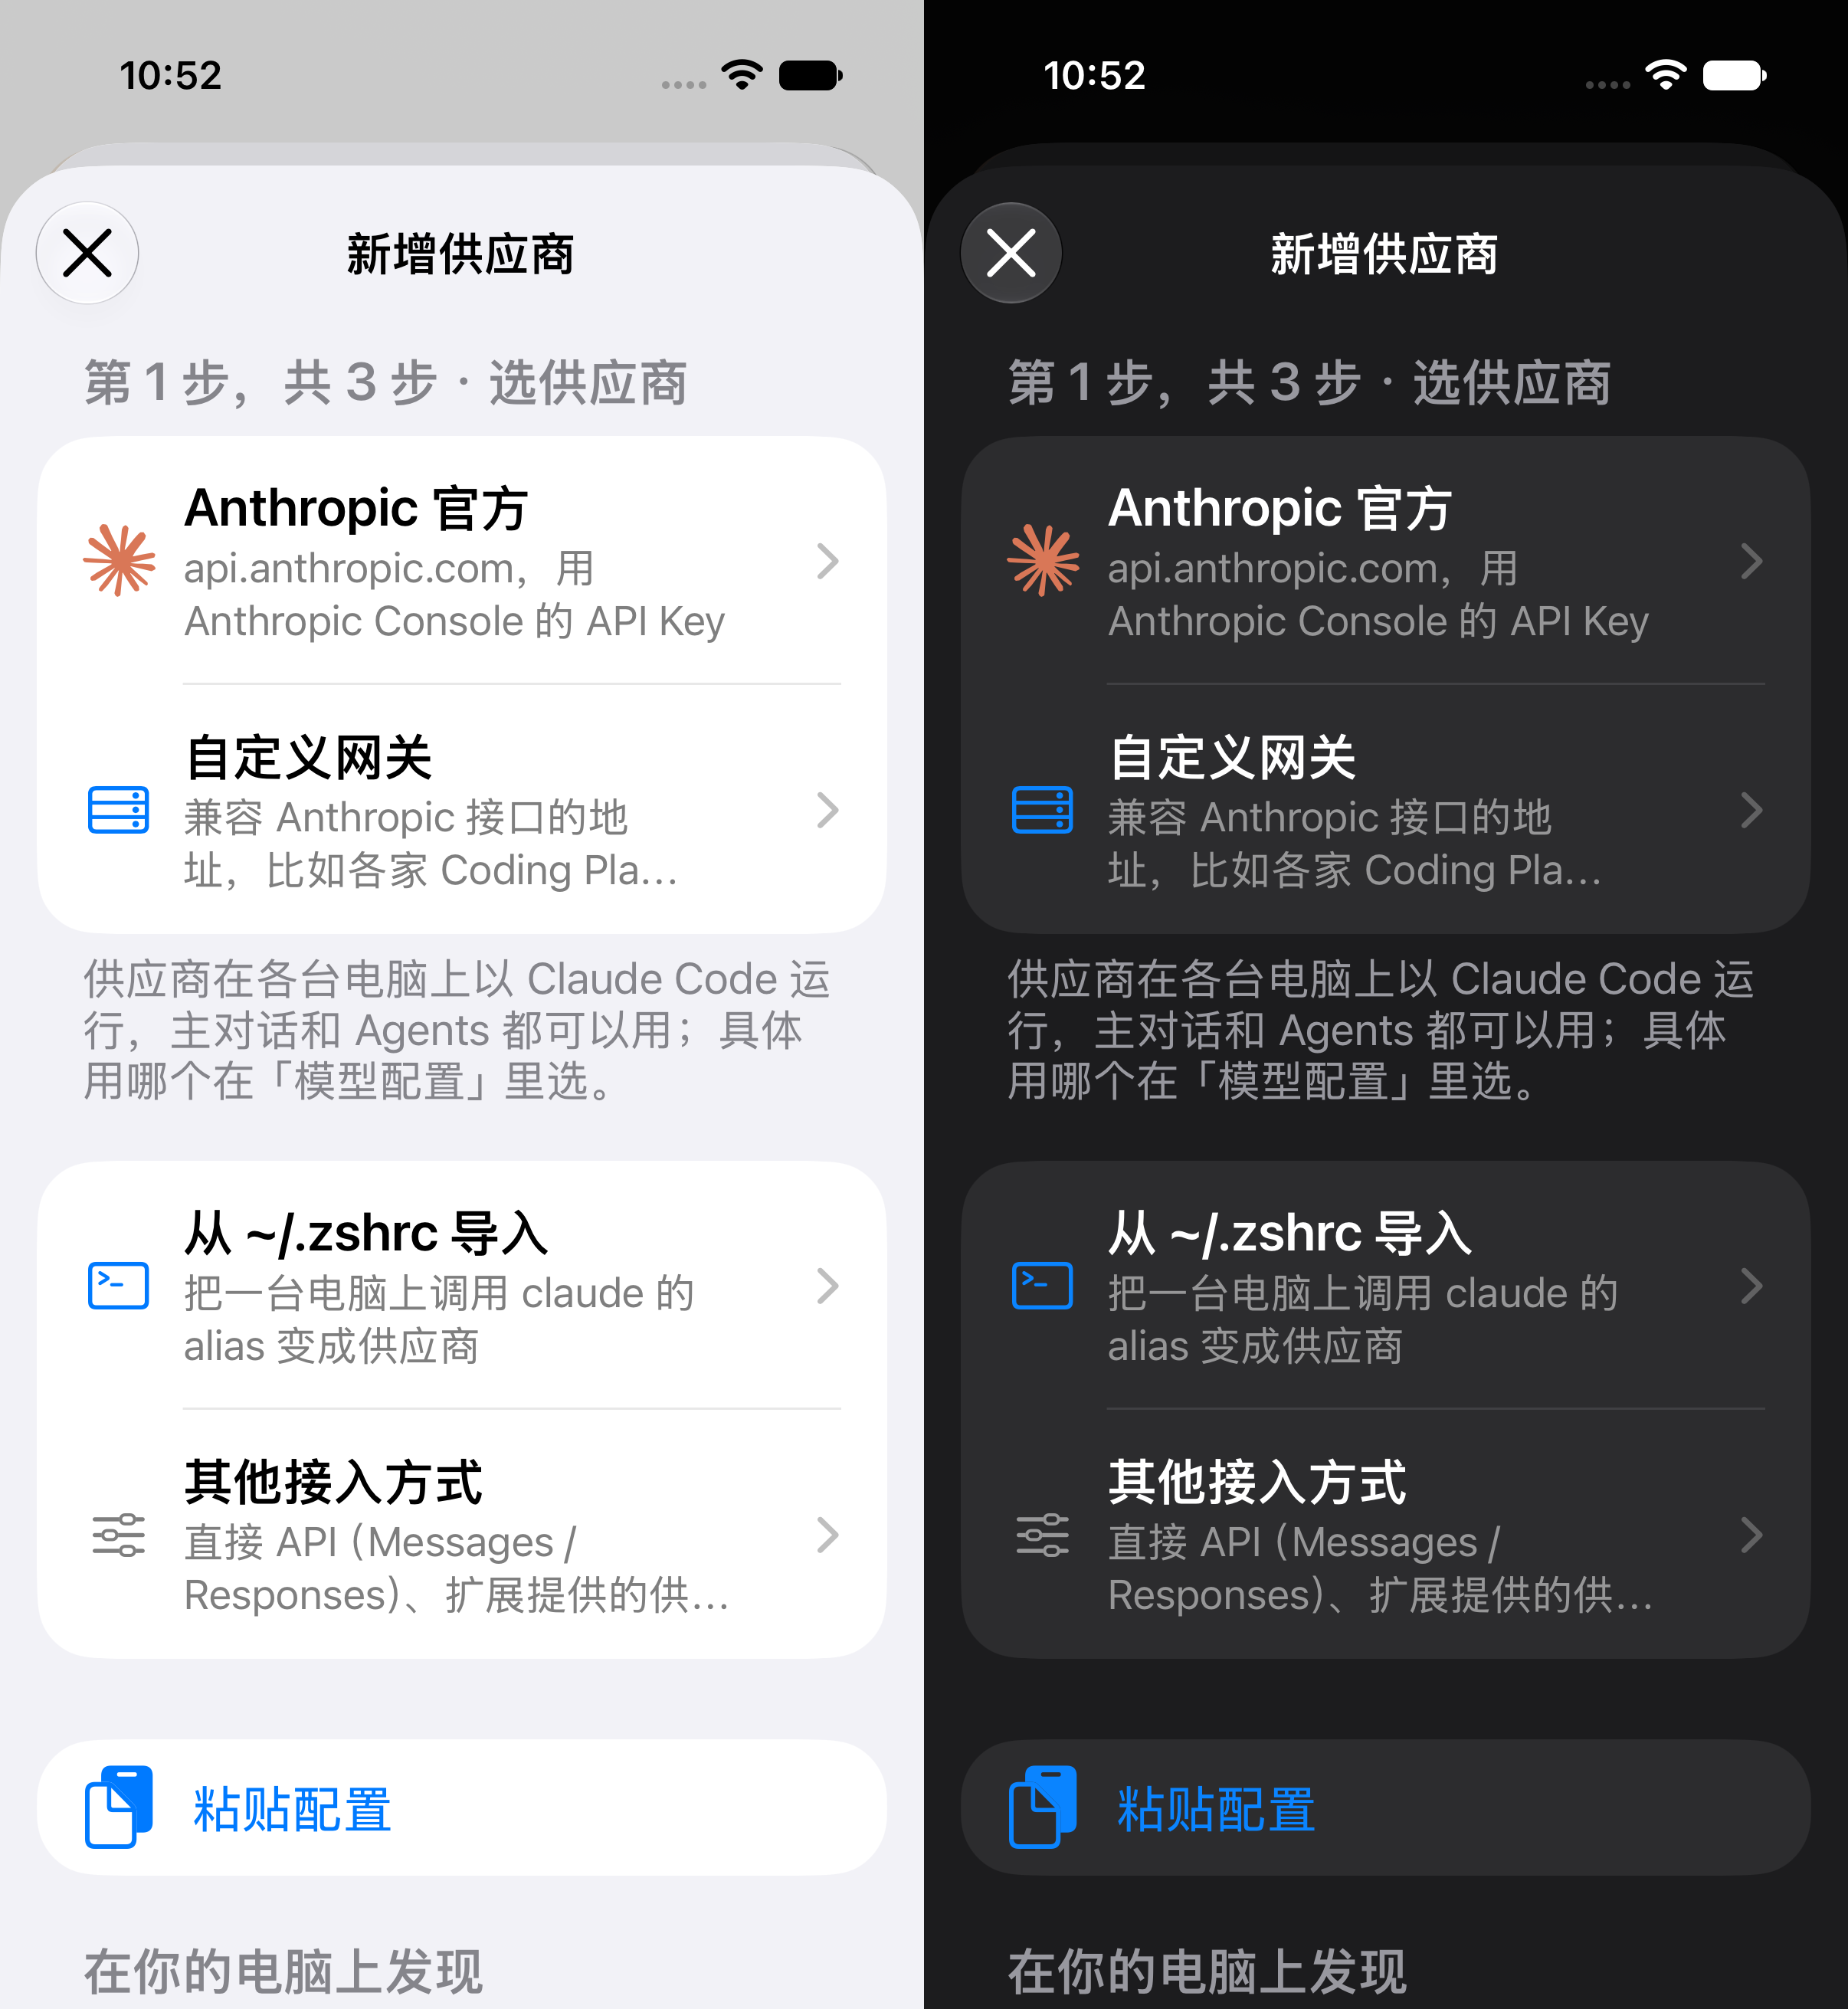 10:52
新增供应商
第 1 步，共 3 步 · 选供应商
Anthropic 官方
api.anthropic.com，用
Anthropic Console 的 API Key
自定义网关
兼容 Anthropic 接口的地
址，比如各家 Coding Pla...
供应商在各台电脑上以 Claude Code 运
行，主对话和 Agents 都可以用；具体
用哪个在「模型配置」里选。
从 ~/.zshrc 导入
把一台电脑上调用 claude 的
alias 变成供应商
其他接入方式
直接 API（Messages /
Responses）、扩展提供的供...
粘贴配置
在你的电脑上发现
10:52
新增供应商
第 1 步，共 3 步 · 选供应商
Anthropic 官方
api.anthropic.com，用
Anthropic Console 的 API Key
自定义网关
兼容 Anthropic 接口的地
址，比如各家 Coding Pla...
供应商在各台电脑上以 Claude Code 运
行，主对话和 Agents 都可以用；具体
用哪个在「模型配置」里选。
从 ~/.zshrc 导入
把一台电脑上调用 claude 的
alias 变成供应商
其他接入方式
直接 API（Messages /
Responses）、扩展提供的供...
粘贴配置
在你的电脑上发现